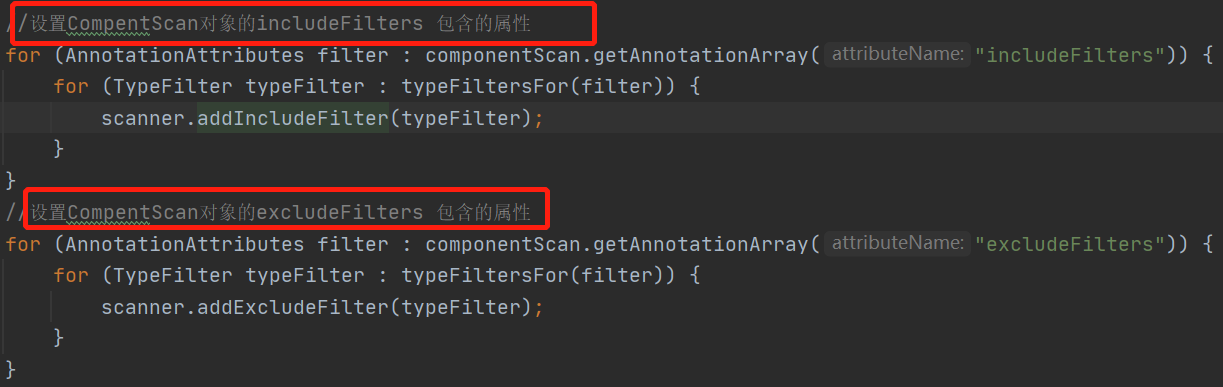 //设置CompentScan对象的includeFilters 包含的属性
for (AnnotationAttributes filter : componentScan.getAnnotationArray( attributeName: "includeFilters")) {
for (TypeFilter typeFilter : typeFiltersFor(filter)) {
scanner.addIncludeFilter(typeFilter);
}
}
//设置CompentScan对象的excludeFilters 包含的属性
for (AnnotationAttributes filter : componentScan.getAnnotationArray( attributeName: "excludeFilters")) {
for (TypeFilter typeFilter : typeFiltersFor(filter)) {
scanner.addExcludeFilter(typeFilter);
}
}